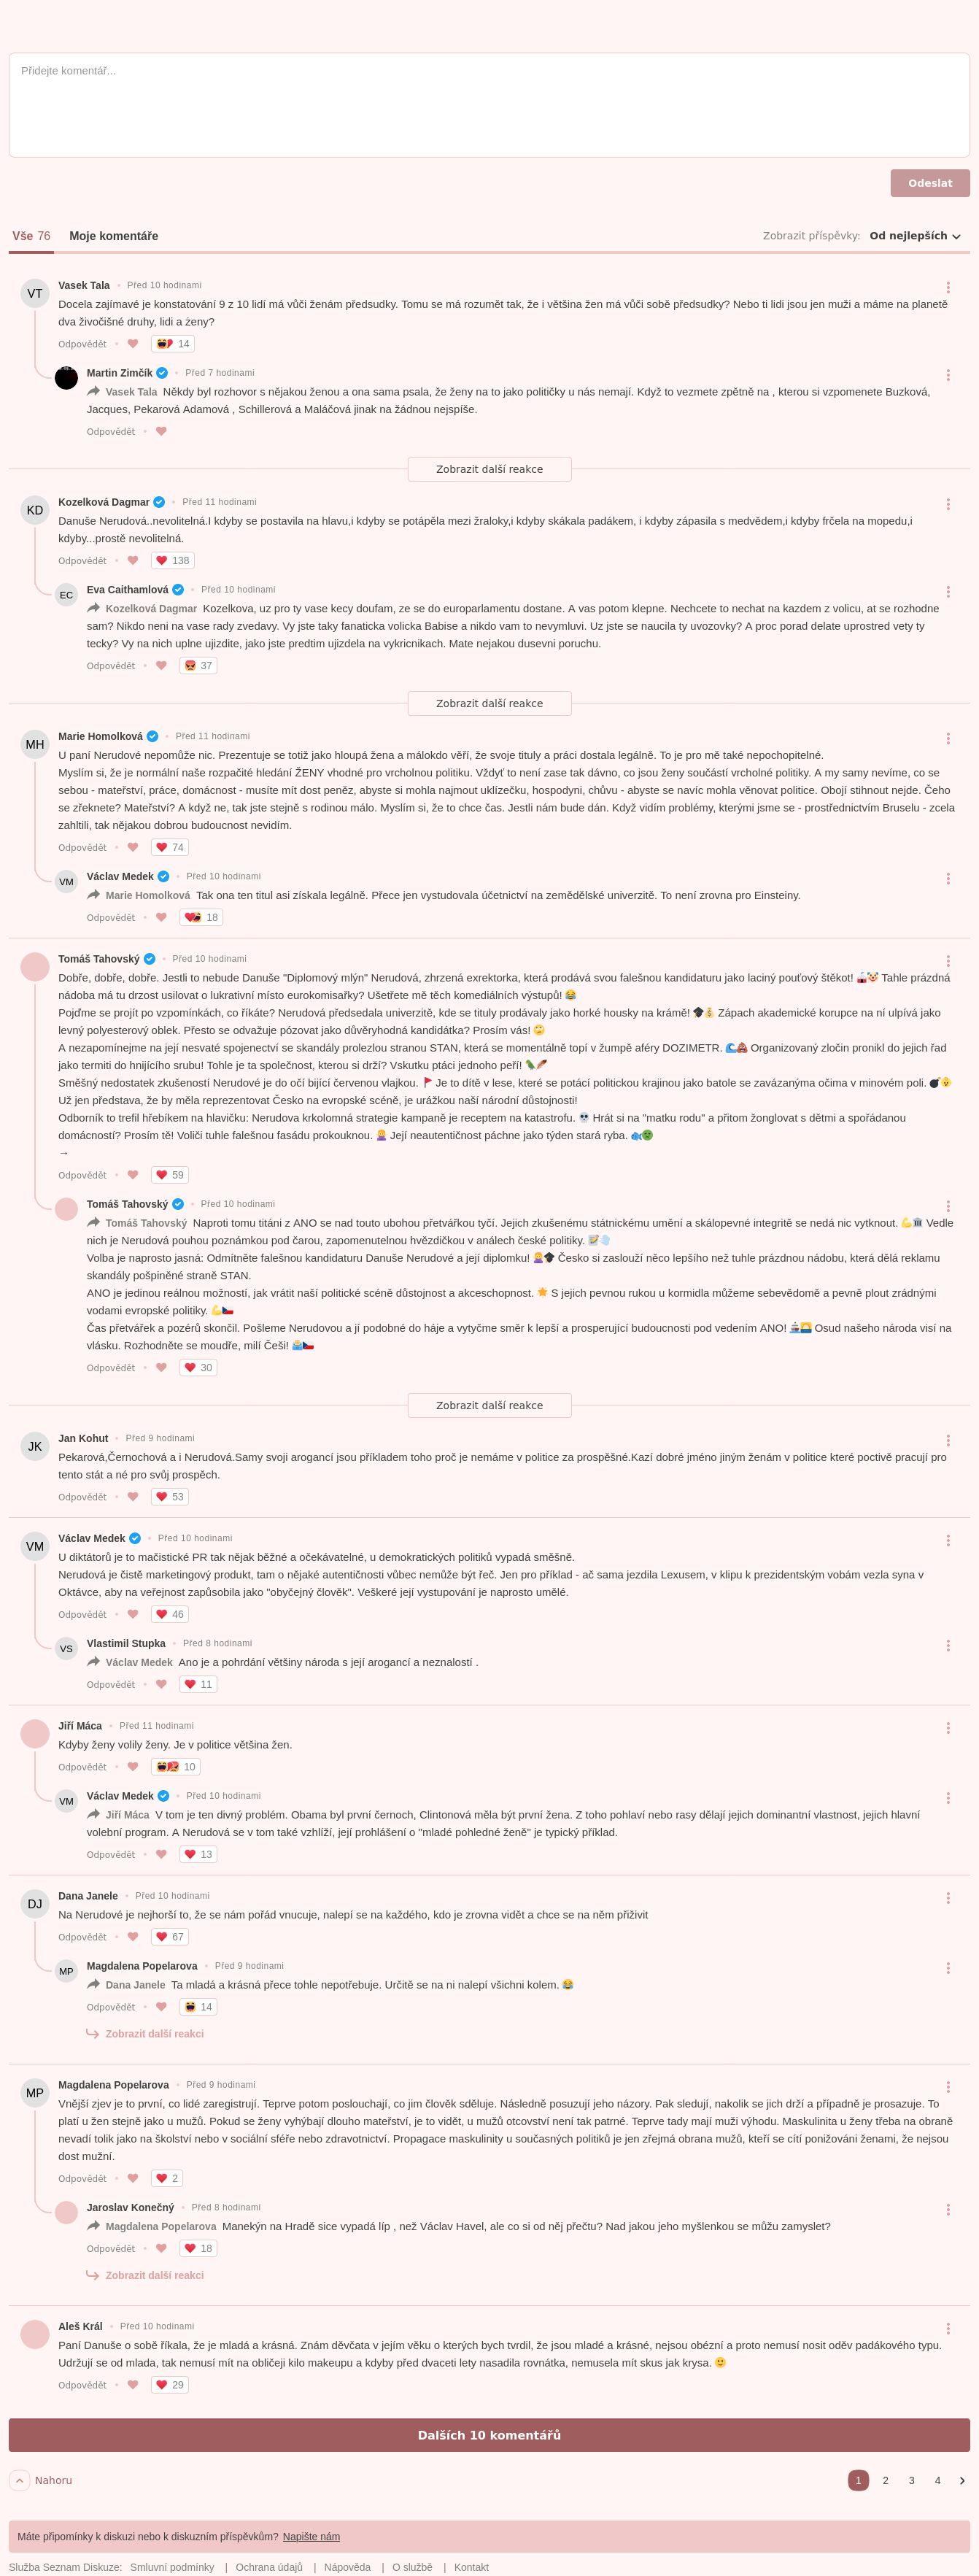 Přidejte komentář...
Odeslat
Vše 76 Moje komentáře Zobrazit příspěvky: Od nejlepších
VT Vasek Tala • Před 10 hodinami
Docela zajímavé je konstatování 9 z 10 lidí má vůči ženám předsudky. Tomu se má rozumět tak, že i většina žen má vůči sobě předsudky? Nebo ti lidi jsou jen muži a máme na planetě
dva živočišné druhy, lidi a ženy?
Odpovědět • 14
Martin Zimčík • Před 7 hodinami
Vasek Tala Někdy byl rozhovor s nějakou ženou a ona sama psala, že ženy na to jako političky u nás nemají. Když to vezmete zpětně na , kterou si vzpomenete Buzková,
Jacques, Pekarová Adamová , Schillerová a Maláčová jinak na žádnou nejspíše.
Odpovědět •
Zobrazit další reakce
KD Kozelková Dagmar • Před 11 hodinami
Danuše Nerudová..nevolitelná.I kdyby se postavila na hlavu,i kdyby se potápěla mezi žraloky,i kdyby skákala padákem, i kdyby zápasila s medvědem,i kdyby frčela na mopedu,i
kdyby...prostě nevolitelná.
Odpovědět • 138
EC Eva Caithamlová • Před 10 hodinami
Kozelková Dagmar Kozelkova, uz pro ty vase kecy doufam, ze se do europarlamentu dostane. A vas potom klepne. Nechcete to nechat na kazdem z volicu, at se rozhodne
sam? Nikdo neni na vase rady zvedavy. Vy jste taky fanaticka volicka Babise a nikdo vam to nevymluvi. Uz jste se naucila ty uvozovky? A proc porad delate uprostred vety ty
tecky? Vy na nich uplne ujizdite, jako jste predtim ujizdela na vykricnikach. Mate nejakou dusevni poruchu.
Odpovědět • 37
Zobrazit další reakce
MH Marie Homolková • Před 11 hodinami
U paní Nerudové nepomůže nic. Prezentuje se totiž jako hloupá žena a málokdo věří, že svoje tituly a práci dostala legálně. To je pro mě také nepochopitelné.
Myslím si, že je normální naše rozpačité hledání ŽENY vhodné pro vrcholnou politiku. Vždyť to není zase tak dávno, co jsou ženy součástí vrcholné politiky. A my samy nevíme, co se
sebou - mateřství, práce, domácnost - musíte mít dost peněz, abyste si mohla najmout uklízečku, hospodyni, chůvu - abyste se navíc mohla věnovat politice. Obojí stihnout nejde. Čeho
se zřeknete? Mateřství? A když ne, tak jste stejně s rodinou málo. Myslím si, že to chce čas. Jestli nám bude dán. Když vidím problémy, kterými jsme se - prostřednictvím Bruselu - zcela
zahltili, tak nějakou dobrou budoucnost nevidím.
Odpovědět • 74
VM Václav Medek • Před 10 hodinami
Marie Homolková Tak ona ten titul asi získala legálně. Přece jen vystudovala účetnictví na zemědělské univerzitě. To není zrovna pro Einsteiny.
Odpovědět • 18
Tomáš Tahovský • Před 10 hodinami
Dobře, dobře, dobře. Jestli to nebude Danuše "Diplomový mlýn" Nerudová, zhrzená exrektorka, která prodává svou falešnou kandidaturu jako laciný pouťový štěkot! Tahle prázdná
nádoba má tu drzost usilovat o lukrativní místo eurokomisařky? Ušetřete mě těch komediálních výstupů! 😂
Pojďme se projít po vzpomínkách, co říkáte? Nerudová předsedala univerzitě, kde se tituly prodávaly jako horké housky na krámě! 🎓💰 Zápach akademické korupce na ní ulpívá jako
levný polyesterový oblek. Přesto se odvažuje pózovat jako důvěryhodná kandidátka? Prosím vás! 🙄
A nezapomínejme na její nesvaté spojenectví se skandály prolezlou stranou STAN, která se momentálně topí v žumpě aféry DOZIMETR. 🌊💩 Organizovaný zločin pronikl do jejich řad
jako termiti do hnijícího srubu! Tohle je ta společnost, kterou si drží? Vskutku ptáci jednoho peří! 🦜🪶
Směšný nedostatek zkušeností Nerudové je do očí bijící červenou vlajkou. 🚩 Je to dítě v lese, které se potácí politickou krajinou jako batole se zavázanýma očima v minovém poli. 💣👶
Už jen představa, že by měla reprezentovat Česko na evropské scéně, je urážkou naší národní důstojnosti!
Odborník to trefil hřebíkem na hlavičku: Nerudova krkolomná strategie kampaně je receptem na katastrofu. 💀 Hrát si na "matku rodu" a přitom žonglovat s dětmi a spořádanou
domácností? Prosím tě! Voliči tuhle falešnou fasádu prokouknou. Její neautentičnost páchne jako týden stará ryba. 🐟🤢
→
Odpovědět • 59
Tomáš Tahovský • Před 10 hodinami
Tomáš Tahovský Naproti tomu titáni z ANO se nad touto ubohou přetvářkou tyčí. Jejich zkušenému státnickému umění a skálopevné integritě se nedá nic vytknout. 💪🏛️ Vedle
nich je Nerudová pouhou poznámkou pod čarou, zapomenutelnou hvězdičkou v análech české politiky. 📝💨
Volba je naprosto jasná: Odmítněte falešnou kandidaturu Danuše Nerudové a její diplomku! Česko si zaslouží něco lepšího než tuhle prázdnou nádobu, která dělá reklamu
skandály pošpiněné straně STAN.
ANO je jedinou reálnou možností, jak vrátit naší politické scéně důstojnost a akceschopnost. 🌟 S jejich pevnou rukou u kormidla můžeme sebevědomě a pevně plout zrádnými
vodami evropské politiky. 💪🇨🇿
Čas přetvářek a pozérů skončil. Pošleme Nerudovou a jí podobné do háje a vytyčme směr k lepší a prosperující budoucnosti pod vedením ANO! 🚢🌅 Osud našeho národa visí na
vlásku. Rozhodněte se moudře, milí Češi! 🗳️🇨🇿
Odpovědět • 30
Zobrazit další reakce
JK Jan Kohut • Před 9 hodinami
Pekarová,Černochová a i Nerudová.Samy svoji arogancí jsou příkladem toho proč je nemáme v politice za prospěšné.Kazí dobré jméno jiným ženám v politice které poctivě pracují pro
tento stát a né pro svůj prospěch.
Odpovědět • 53
VM Václav Medek • Před 10 hodinami
U diktátorů je to mačistické PR tak nějak běžné a očekávatelné, u demokratických politiků vypadá směšně.
Nerudová je čistě marketingový produkt, tam o nějaké autentičnosti vůbec nemůže být řeč. Jen pro příklad - ač sama jezdila Lexusem, v klipu k prezidentským vobám vezla syna v
Oktávce, aby na veřejnost zapůsobila jako "obyčejný člověk". Veškeré její vystupování je naprosto umělé.
Odpovědět • 46
VS Vlastimil Stupka • Před 8 hodinami
Václav Medek Ano je a pohrdání většiny národa s její arogancí a neznalostí .
Odpovědět • 11
Jiří Máca • Před 11 hodinami
Kdyby ženy volily ženy. Je v politice většina žen.
Odpovědět • 10
VM Václav Medek • Před 10 hodinami
Jiří Máca V tom je ten divný problém. Obama byl první černoch, Clintonová měla být první žena. Z toho pohlaví nebo rasy dělají jejich dominantní vlastnost, jejich hlavní
volební program. A Nerudová se v tom také vzhlíží, její prohlášení o "mladé pohledné ženě" je typický příklad.
Odpovědět • 13
DJ Dana Janele • Před 10 hodinami
Na Nerudové je nejhorší to, že se nám pořád vnucuje, nalepí se na každého, kdo je zrovna vidět a chce se na něm přiživit
Odpovědět • 67
MP Magdalena Popelarova • Před 9 hodinami
Dana Janele Ta mladá a krásná přece tohle nepotřebuje. Určitě se na ni nalepí všichni kolem. 😂
Odpovědět • 14
Zobrazit další reakci
MP Magdalena Popelarova • Před 9 hodinami
Vnější zjev je to první, co lidé zaregistrují. Teprve potom poslouchají, co jim člověk sděluje. Následně posuzují jeho názory. Pak sledují, nakolik se jich drží a případně je prosazuje. To
platí u žen stejně jako u mužů. Pokud se ženy vyhýbají dlouho mateřství, je to vidět, u mužů otcovství není tak patrné. Teprve tady mají muži výhodu. Maskulinita u ženy třeba na obraně
nevadí tolik jako na školství nebo v sociální sféře nebo zdravotnictví. Propagace maskulinity u současných politiků je jen zřejmá obrana mužů, kteří se cítí ponižováni ženami, že nejsou
dost mužní.
Odpovědět • 2
Jaroslav Konečný • Před 8 hodinami
Magdalena Popelarova Manekýn na Hradě sice vypadá líp , než Václav Havel, ale co si od něj přečtu? Nad jakou jeho myšlenkou se můžu zamyslet?
Odpovědět • 18
Zobrazit další reakci
Aleš Král • Před 10 hodinami
Paní Danuše o sobě říkala, že je mladá a krásná. Znám děvčata v jejím věku o kterých bych tvrdil, že jsou mladé a krásné, nejsou obézní a proto nemusí nosit oděv padákového typu.
Udržují se od mlada, tak nemusí mít na obličeji kilo makeupu a kdyby před dvaceti lety nasadila rovnátka, nemusela mít skus jak krysa. 🙂
Odpovědět • 29
Dalších 10 komentářů
Nahoru 1 2 3 4
Máte připomínky k diskuzi nebo k diskuzním příspěvkům? Napište nám
Služba Seznam Diskuze: Smluvní podmínky | Ochrana údajů | Nápověda | O službě | Kontakt